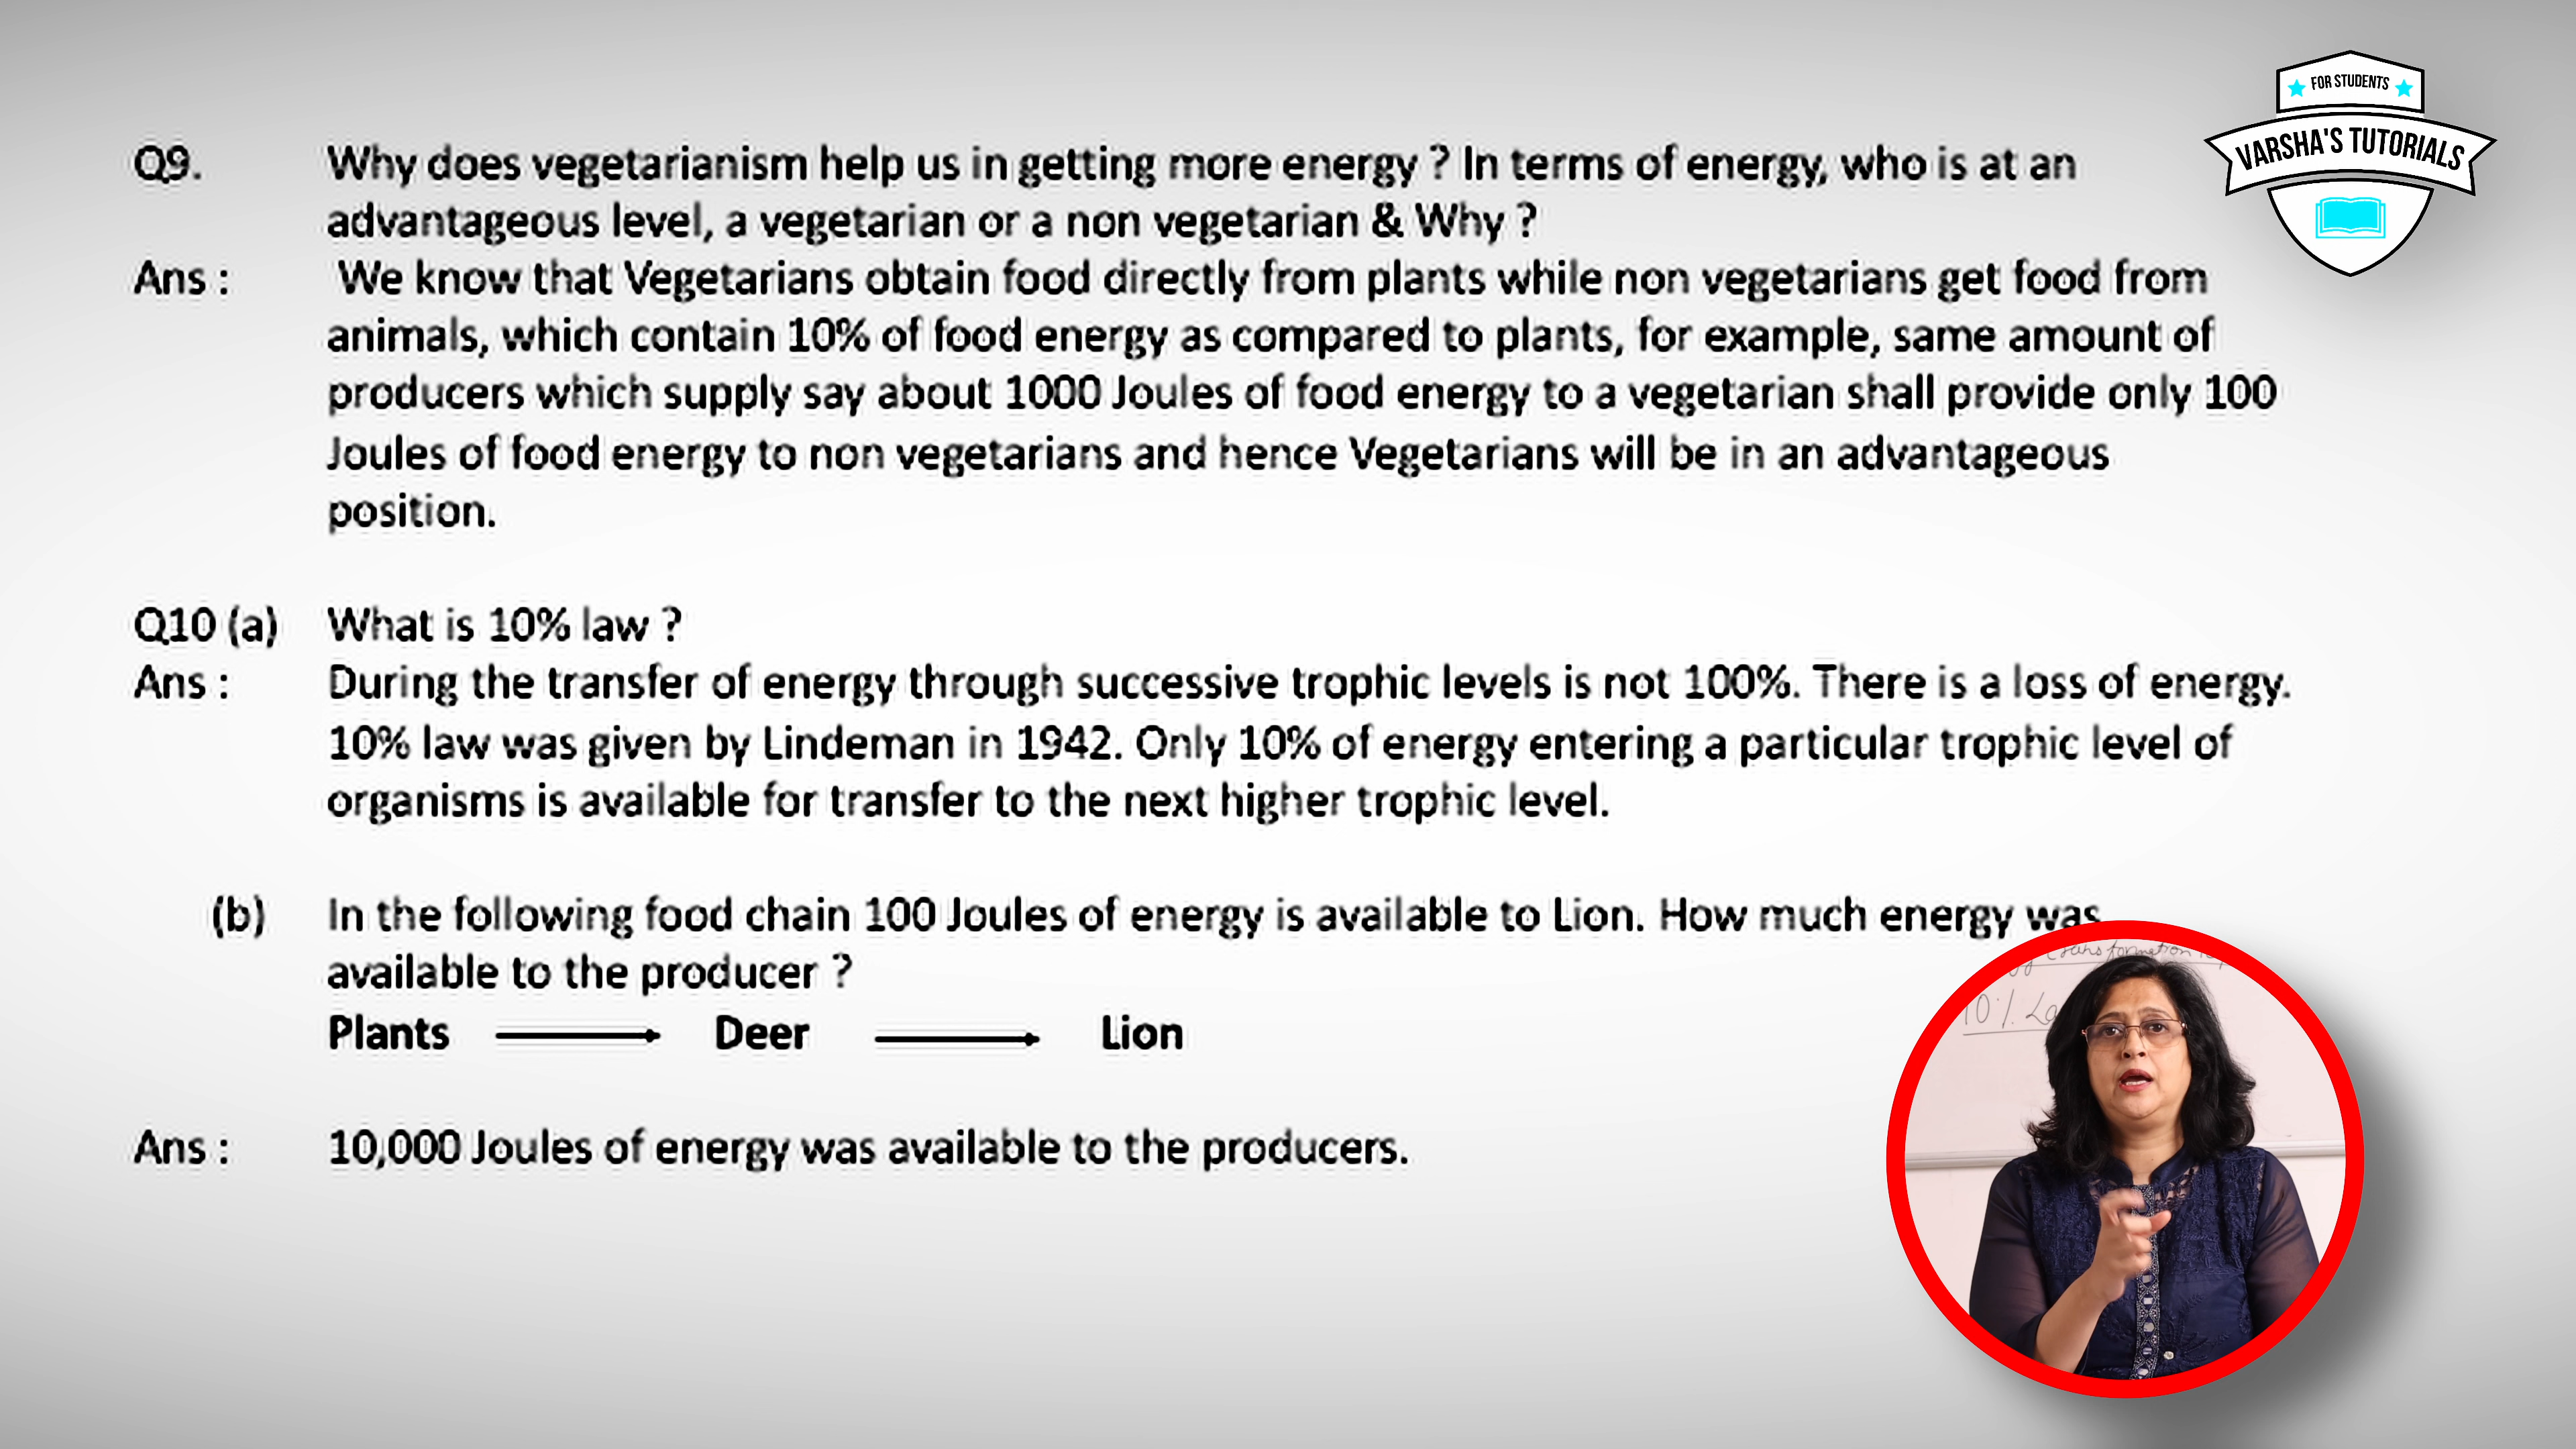 FOR STUDENTS
VARSHA'S TUTORIALS
Q9. Why does vegetarianism help us in getting more energy ? In terms of energy, who is at an
advantageous level, a vegetarian or a non vegetarian & Why ?
Ans : We know that Vegetarians obtain food directly from plants while non vegetarians get food from
animals, which contain 10% of food energy as compared to plants, for example, same amount of
producers which supply say about 1000 Joules of food energy to a vegetarian shall provide only 100
Joules of food energy to non vegetarians and hence Vegetarians will be in an advantageous
position.
Q10 (a) What is 10% law ?
Ans : During the transfer of energy through successive trophic levels is not 100%. There is a loss of energy.
10% law was given by Lindeman in 1942. Only 10% of energy entering a particular trophic level of
organisms is available for transfer to the next higher trophic level.
(b) In the following food chain 100 Joules of energy is available to Lion. How much energy was
available to the producer ?
Plants Deer Lion
Ans : 10,000 Joules of energy was available to the producers.
10%